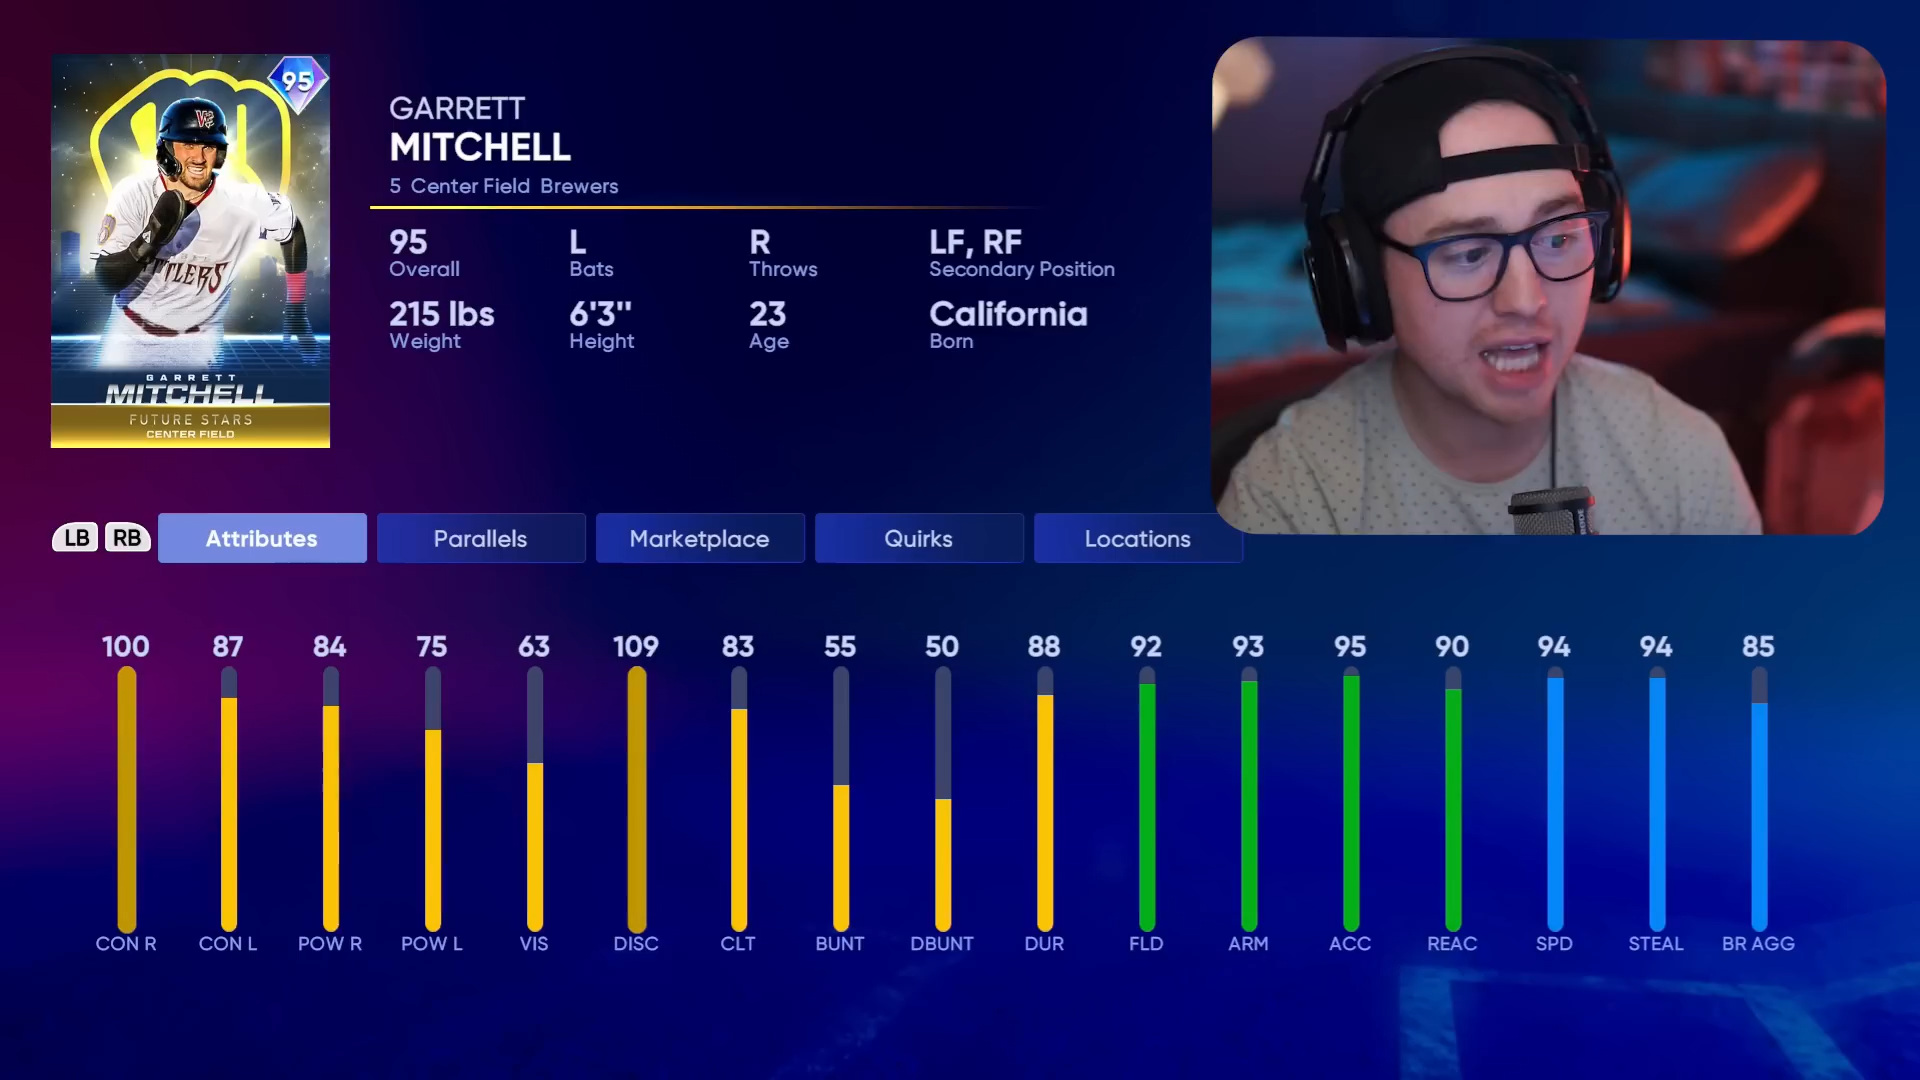 95
GARRETT
MITCHELL
FUTURE STARS
CENTER FIELD
GARRETT
MITCHELL
5 Center Field Brewers
95 L R LF, RF
Overall Bats Throws Secondary Position
215 lbs 6'3" 23 California
Weight Height Age Born
LB RB Attributes Parallels Marketplace Quirks Locations
100 87 84 75 63 109 83 55 50 88 92 93 95 90 94 94 85
CON R CON L POW R POW L VIS DISC CLT BUNT DBUNT DUR FLD ARM ACC REAC SPD STEAL BR AGG